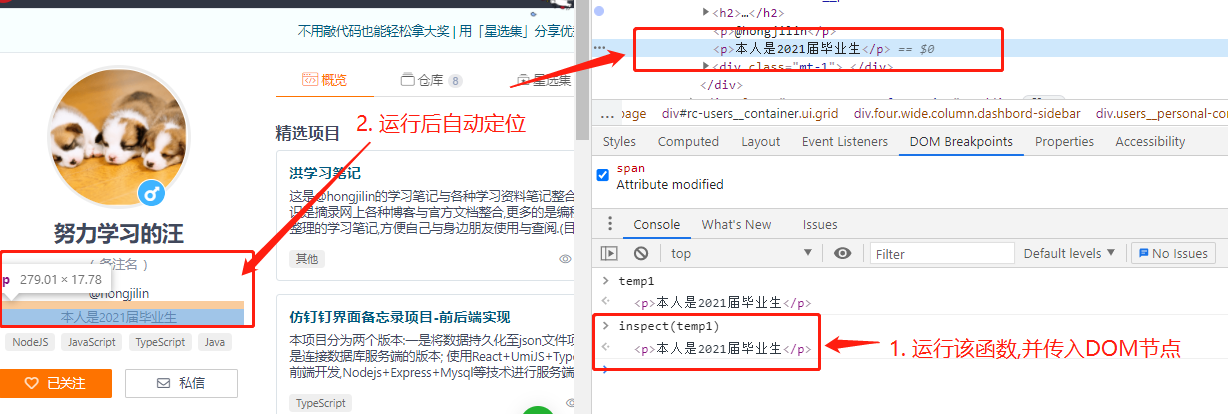 不用敲代码也能轻松拿大奖 | 用「星选集」分享优
概览
仓库 8
星选集
2. 运行后自动定位
精选项目
洪学习笔记
这是@hongjilin的学习笔记与各种学习资料笔记整合
识是摘录网上各种博客与官方文档整合,更多的是编程
整理的学习笔记,方便自己与身边朋友使用与查阅.(目
其他
仿钉钉界面备忘录项目-前后端实现
本项目分为两个版本:一是将数据持久化至json文件项
是连接数据库服务端的版本; 使用React+UmiJS+Type
前端开发,Nodejs+Express+Mysql等技术进行服务端
TypeScript
努力学习的汪
( 备注名 )
p 279.01 × 17.78
@hongjilin
本人是2021届毕业生
NodeJS JavaScript TypeScript Java
已关注
私信
<h2>…</h2>
<p>@hongjilin</p>
<p>本人是2021届毕业生</p> == $0
<div class="mt-1"> </div>
</div>
… page div#rc-users__container.ui.grid div.four.wide.column.dashbord-sidebar div.users__personal-con
Styles Computed Layout Event Listeners DOM Breakpoints Properties Accessibility
span
Attribute modified
Console What's New Issues
top Filter Default levels ▼ No Issues
> temp1
<p>本人是2021届毕业生</p>
> inspect(temp1)
<p>本人是2021届毕业生</p>
1. 运行该函数,并传入DOM节点